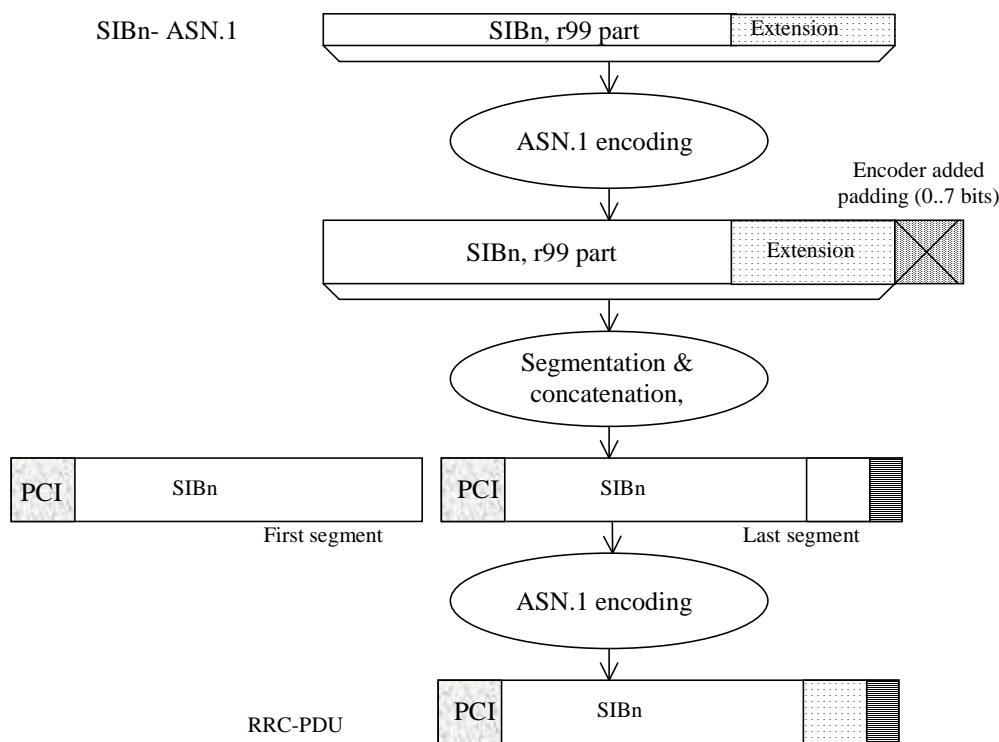 SIBn- ASN.1
SIBn, r99 part
Extension
ASN.1 encoding
Encoder added
padding (0..7 bits)
SIBn, r99 part
Extension
Segmentation &
concatenation,
PCI
SIBn
PCI
SIBn
First segment
Last segment
ASN.1 encoding
RRC-PDU
PCI
SIBn